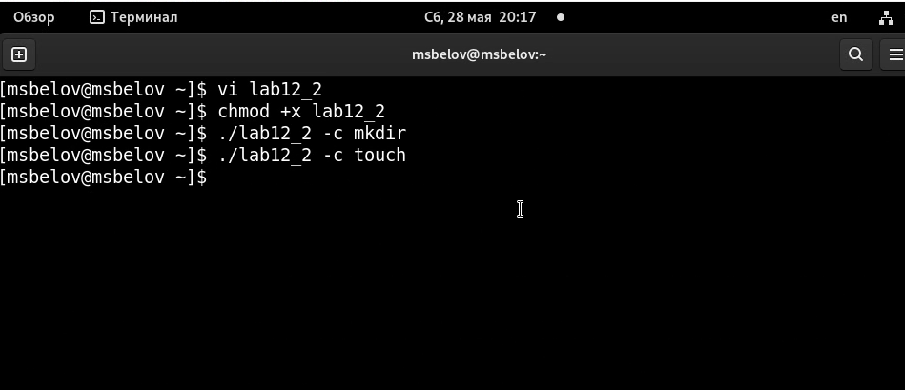 Обзор Терминал Сб, 28 мая 20:17 en
msbelov@msbelov:~
[msbelov@msbelov ~]$ vi lab12_2
[msbelov@msbelov ~]$ chmod +x lab12_2
[msbelov@msbelov ~]$ ./lab12_2 -c mkdir
[msbelov@msbelov ~]$ ./lab12_2 -c touch
[msbelov@msbelov ~]$